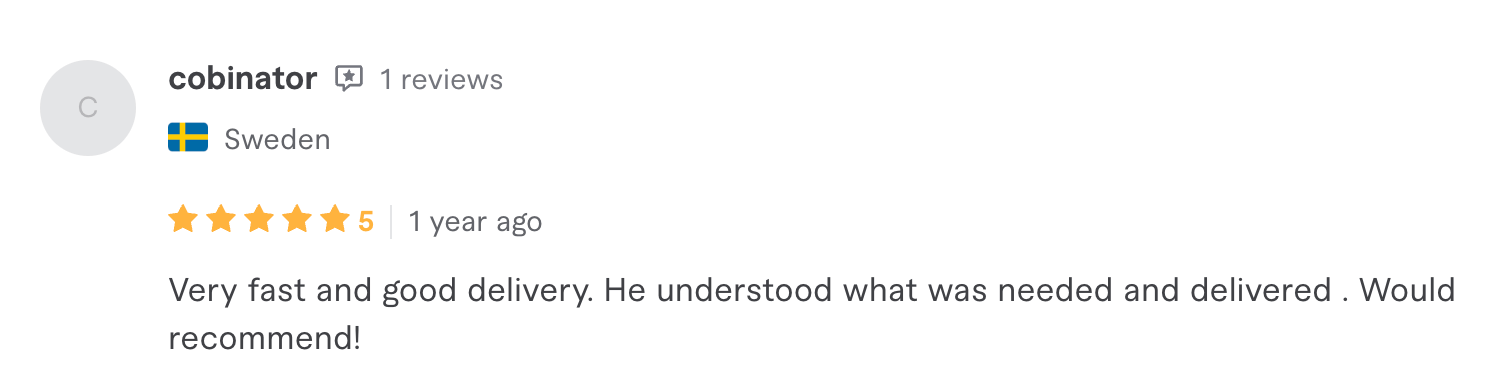 C
cobinator 1 reviews
Sweden
5 1 year ago
Very fast and good delivery. He understood what was needed and delivered . Would
recommend!